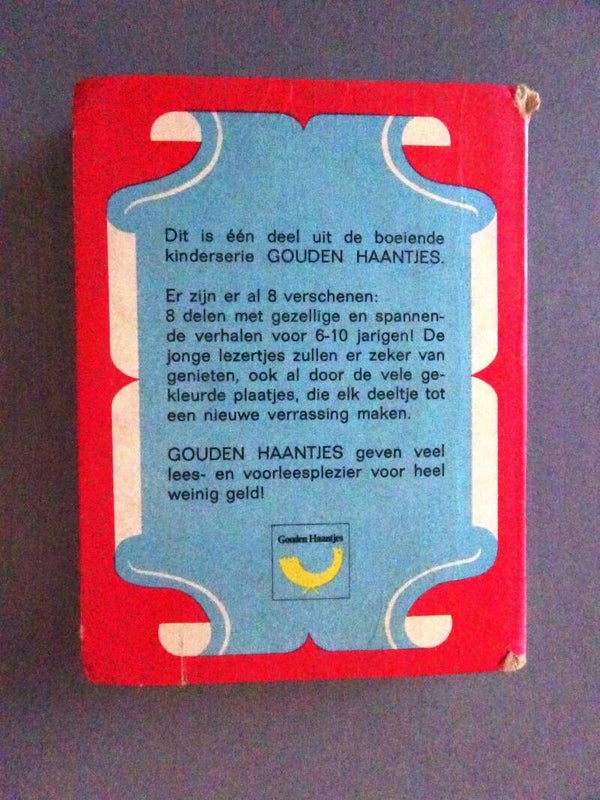 Dit is één deel uit de boeiende
kinderserie GOUDEN HAANTJES.
Er zijn er al 8 verschenen:
8 delen met gezellige en spannen-
de verhalen voor 6-10 jarigen! De
jonge lezertjes zullen er zeker van
genieten, ook al door de vele ge-
kleurde plaatjes, die elk deeltje tot
een nieuwe verrassing maken.
GOUDEN HAANTJES geven veel
lees- en voorleesplezier voor heel
weinig geld!
Gouden Haantjes